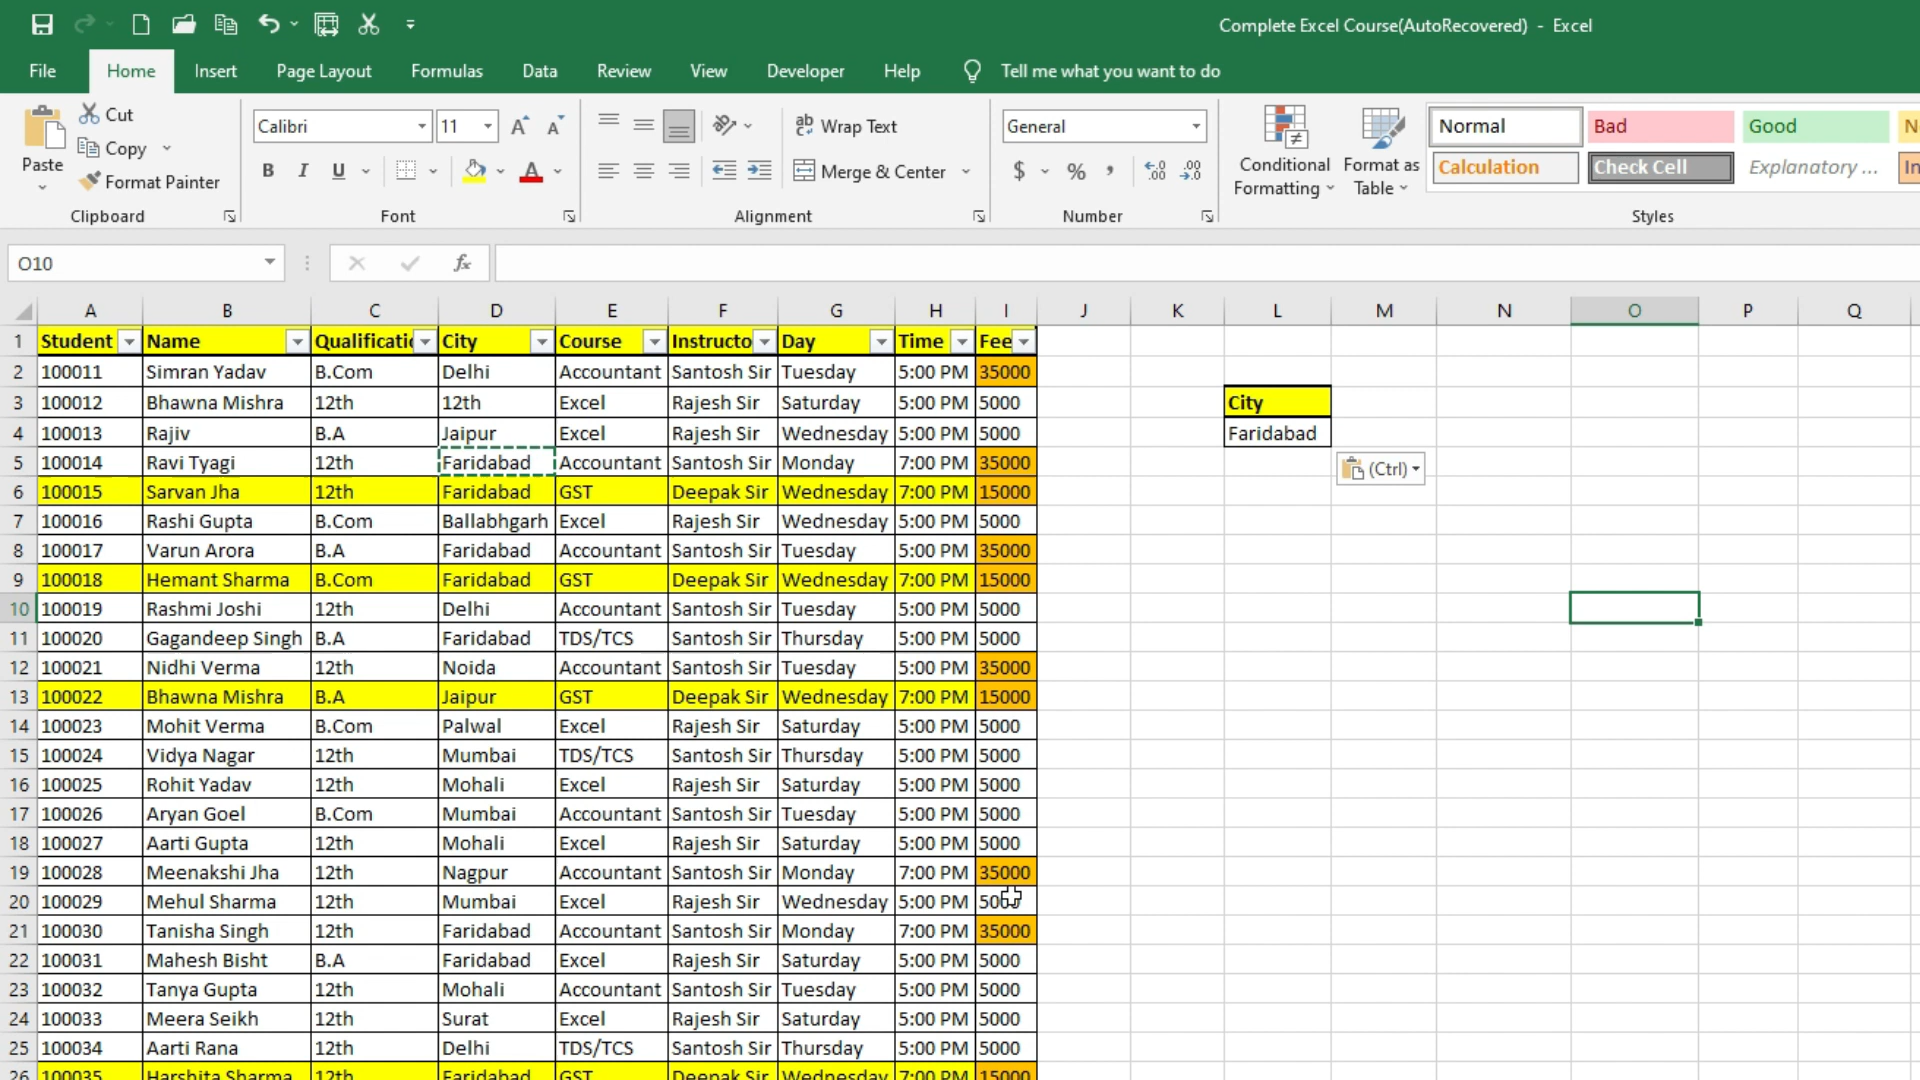 Complete Excel Course(AutoRecovered) - Excel
File Home Insert Page Layout Formulas Data Review View Developer Help Tell me what you want to do
Paste Cut Copy Format Painter
Clipboard
Calibri 11
B I U A
Font
ab Wrap Text
Merge & Center
Alignment
General
$ % , .00 .00
Number
Conditional Formatting Format as Table
Normal Bad Good N
Calculation Check Cell Explanatory ... In
Styles
O10 fx
A B C D E F G H I J K L M N O P Q
1 Student Name Qualificati City Course Instructo Day Time Fee
2 100011 Simran Yadav B.Com Delhi Accountant Santosh Sir Tuesday 5:00 PM 35000
3 100012 Bhawna Mishra 12th 12th Excel Rajesh Sir Saturday 5:00 PM 5000 City
4 100013 Rajiv B.A Jaipur Excel Rajesh Sir Wednesday 5:00 PM 5000 Faridabad
5 100014 Ravi Tyagi 12th Faridabad Accountant Santosh Sir Monday 7:00 PM 35000 (Ctrl)
6 100015 Sarvan Jha 12th Faridabad GST Deepak Sir Wednesday 7:00 PM 15000
7 100016 Rashi Gupta B.Com Ballabhgarh Excel Rajesh Sir Wednesday 5:00 PM 5000
8 100017 Varun Arora B.A Faridabad Accountant Santosh Sir Tuesday 5:00 PM 35000
9 100018 Hemant Sharma B.Com Faridabad GST Deepak Sir Wednesday 7:00 PM 15000
10 100019 Rashmi Joshi 12th Delhi Accountant Santosh Sir Tuesday 5:00 PM 5000
11 100020 Gagandeep Singh B.A Faridabad TDS/TCS Santosh Sir Thursday 5:00 PM 5000
12 100021 Nidhi Verma 12th Noida Accountant Santosh Sir Tuesday 5:00 PM 35000
13 100022 Bhawna Mishra B.A Jaipur GST Deepak Sir Wednesday 7:00 PM 15000
14 100023 Mohit Verma B.Com Palwal Excel Rajesh Sir Saturday 5:00 PM 5000
15 100024 Vidya Nagar 12th Mumbai TDS/TCS Santosh Sir Thursday 5:00 PM 5000
16 100025 Rohit Yadav 12th Mohali Excel Rajesh Sir Saturday 5:00 PM 5000
17 100026 Aryan Goel B.Com Mumbai Accountant Santosh Sir Tuesday 5:00 PM 5000
18 100027 Aarti Gupta 12th Mohali Excel Rajesh Sir Saturday 5:00 PM 5000
19 100028 Meenakshi Jha 12th Nagpur Accountant Santosh Sir Monday 7:00 PM 35000
20 100029 Mehul Sharma 12th Mumbai Excel Rajesh Sir Wednesday 5:00 PM 5000
21 100030 Tanisha Singh 12th Faridabad Accountant Santosh Sir Monday 7:00 PM 35000
22 100031 Mahesh Bisht B.A Faridabad Excel Rajesh Sir Saturday 5:00 PM 5000
23 100032 Tanya Gupta 12th Mohali Accountant Santosh Sir Tuesday 5:00 PM 5000
24 100033 Meera Seikh 12th Surat Excel Rajesh Sir Saturday 5:00 PM 5000
25 100034 Aarti Rana 12th Delhi TDS/TCS Santosh Sir Thursday 5:00 PM 5000
26 100035 Harshita Sharma 12th Faridabad GST Deepak Sir Wednesday 7:00 PM 15000